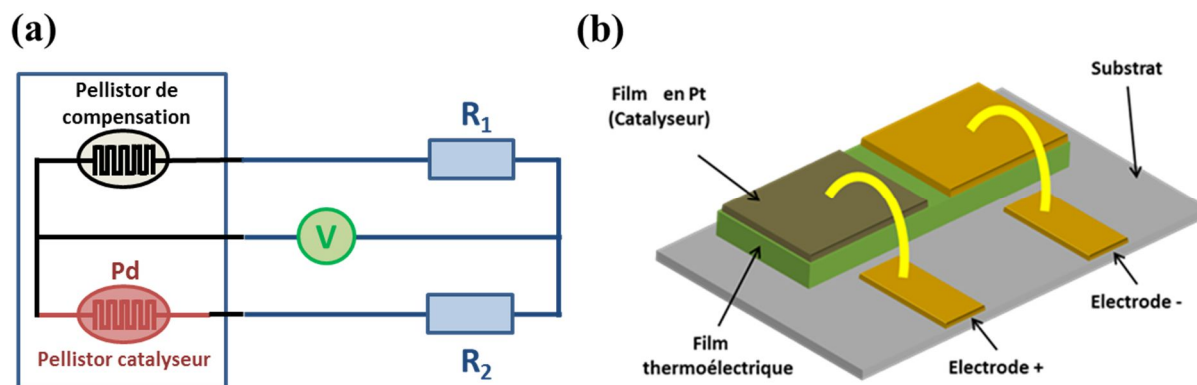 (a)
Pellistor de
compensation
R1
V
Pd
Pellistor catalyseur
R2
(b)
Substrat
Film en Pt
(Catalyseur)
Electrode -
Film
thermoélectrique
Electrode +